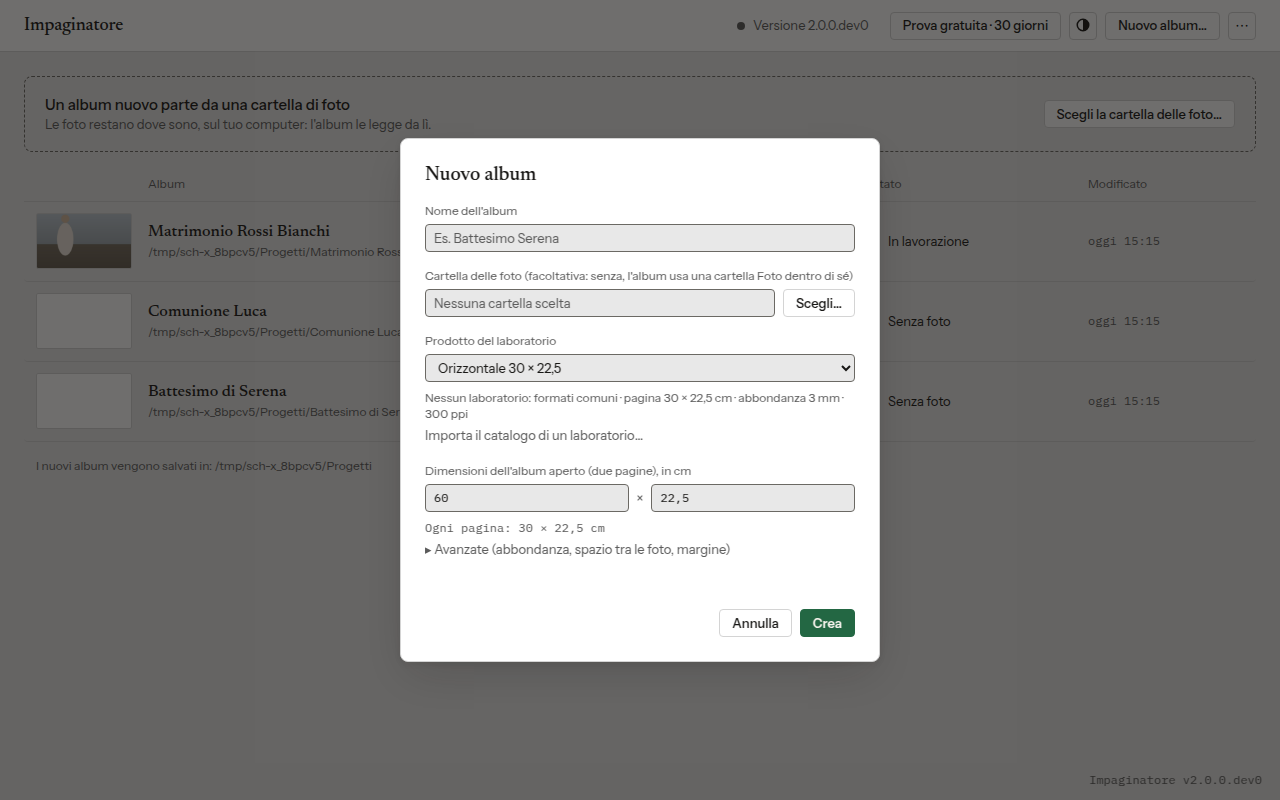 Impaginatore
Versione 2.0.0.dev0
Prova gratuita · 30 giorni
Nuovo album...
Un album nuovo parte da una cartella di foto
Le foto restano dove sono, sul tuo computer: l'album le legge da lì.
Scegli la cartella delle foto...
Album
tato
Modificato
Matrimonio Rossi Bianchi
/tmp/sch-x_8bpcv5/Progetti/Matrimonio Ross
In lavorazione
oggi 15:15
Comunione Luca
/tmp/sch-x_8bpcv5/Progetti/Comunione Luca
Senza foto
oggi 15:15
Battesimo di Serena
/tmp/sch-x_8bpcv5/Progetti/Battesimo di Ser
Senza foto
oggi 15:15
I nuovi album vengono salvati in: /tmp/sch-x_8bpcv5/Progetti
Nuovo album
Nome dell'album
Es. Battesimo Serena
Cartella delle foto (facoltativa: senza, l'album usa una cartella Foto dentro di sé)
Nessuna cartella scelta
Scegli...
Prodotto del laboratorio
Orizzontale 30 × 22,5
Nessun laboratorio: formati comuni · pagina 30 × 22,5 cm · abbondanza 3 mm ·
300 ppi
Importa il catalogo di un laboratorio...
Dimensioni dell'album aperto (due pagine), in cm
60 × 22,5
Ogni pagina: 30 × 22,5 cm
▸ Avanzate (abbondanza, spazio tra le foto, margine)
Annulla
Crea
Impaginatore v2.0.0.dev0